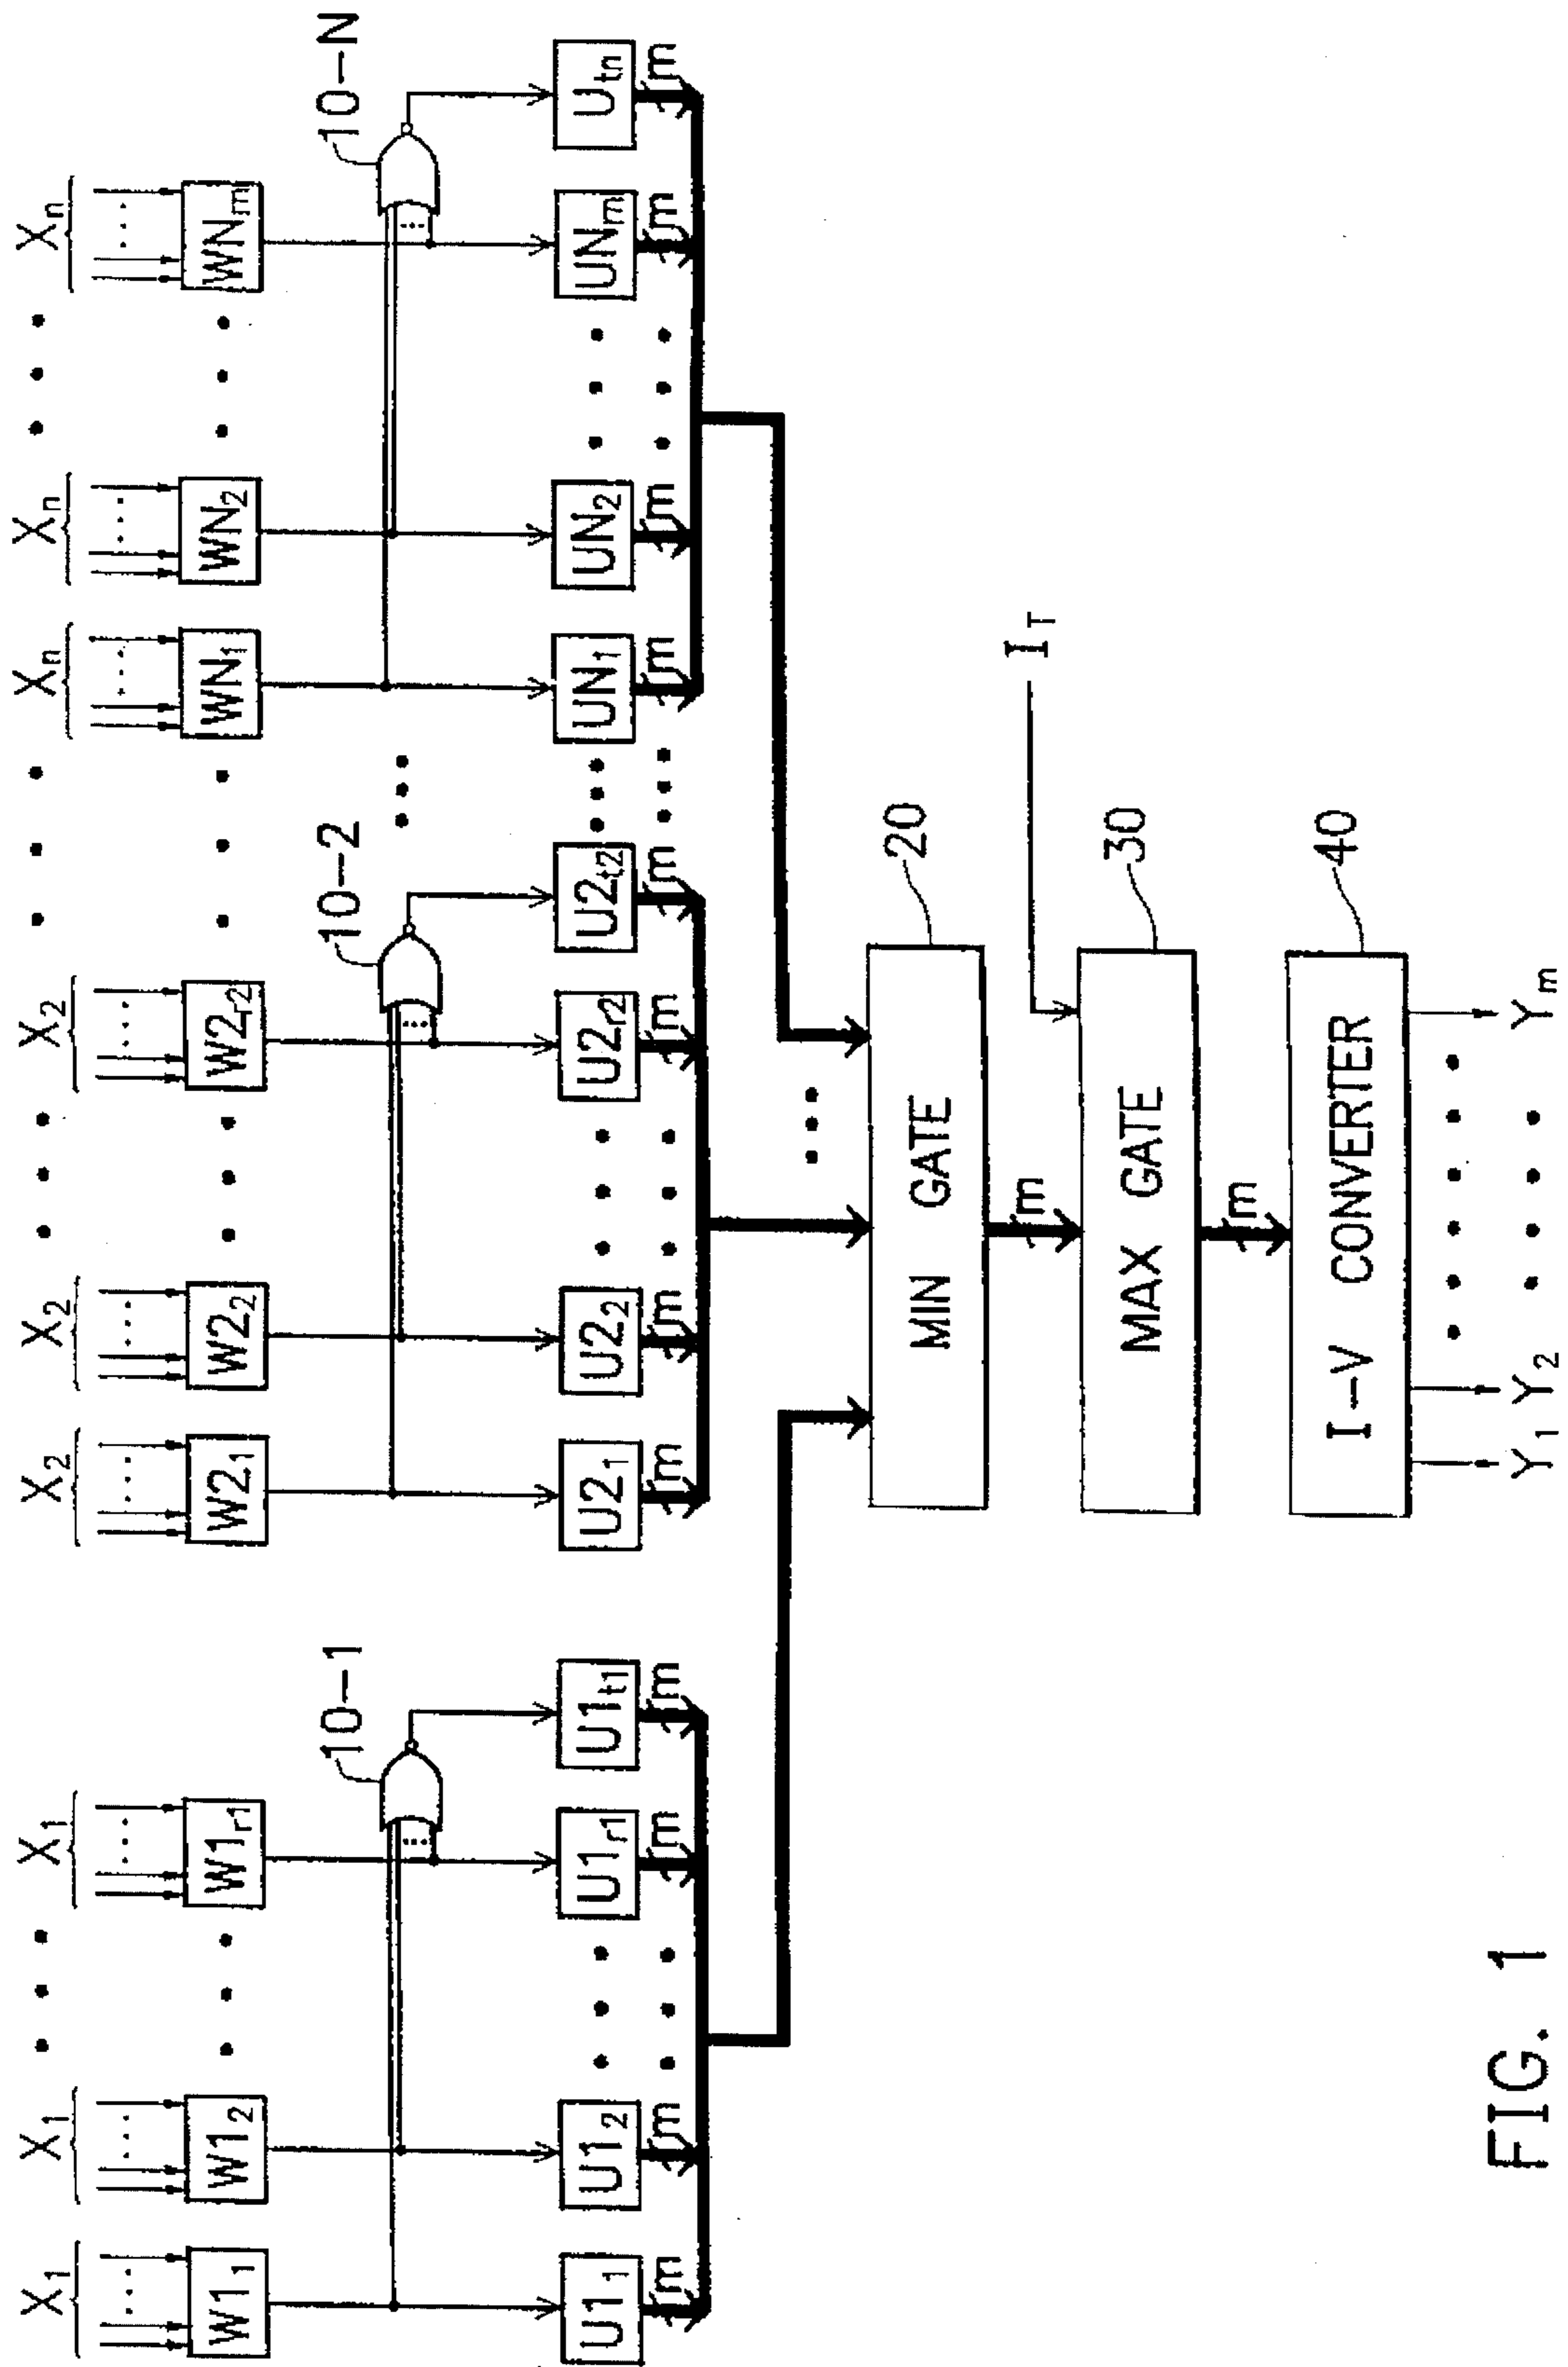 X1 X1 X1 X2 X2 X2 Xn Xn Xn
W11 W12 W1r1 W21 W22 W2r2 WN1 WN2 WNm
10-1 10-2 10-N
U11 U12 U1r1 U1t1 U21 U22 U2r2 U2t2 UN1 UN2 UNm Utn
m m m m m m m m m m m m
20
MIN GATE
m
IT
30
MAX GATE
m
40
I-V CONVERTER
Y1 Y2 Ym
FIG. 1